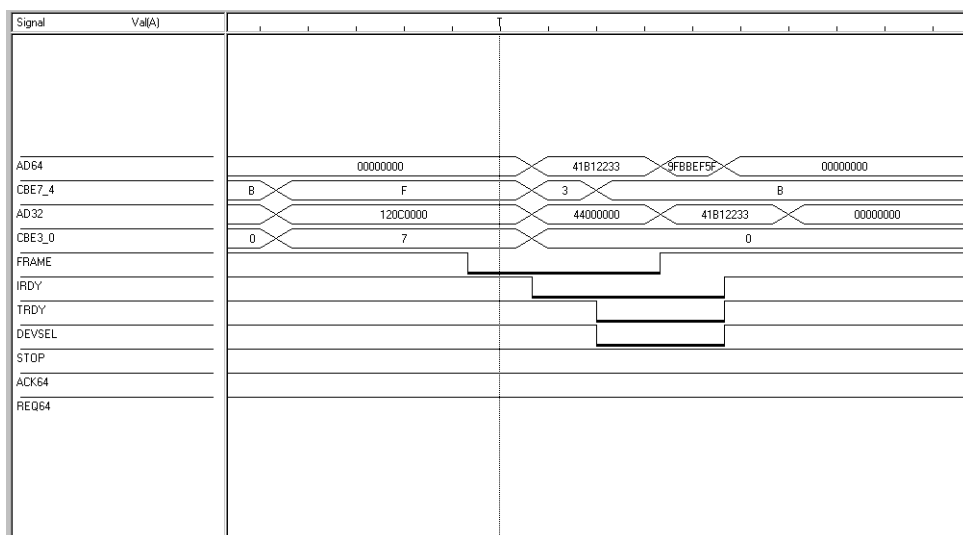 Signal Val(A) T
AD64 00000000 41B12233 9FBBEF5F 00000000
CBE7_4 B F 3 B
AD32 120C0000 44000000 41B12233 00000000
CBE3_0 0 7 0
FRAME
IRDY
TRDY
DEVSEL
STOP
ACK64
REQ64